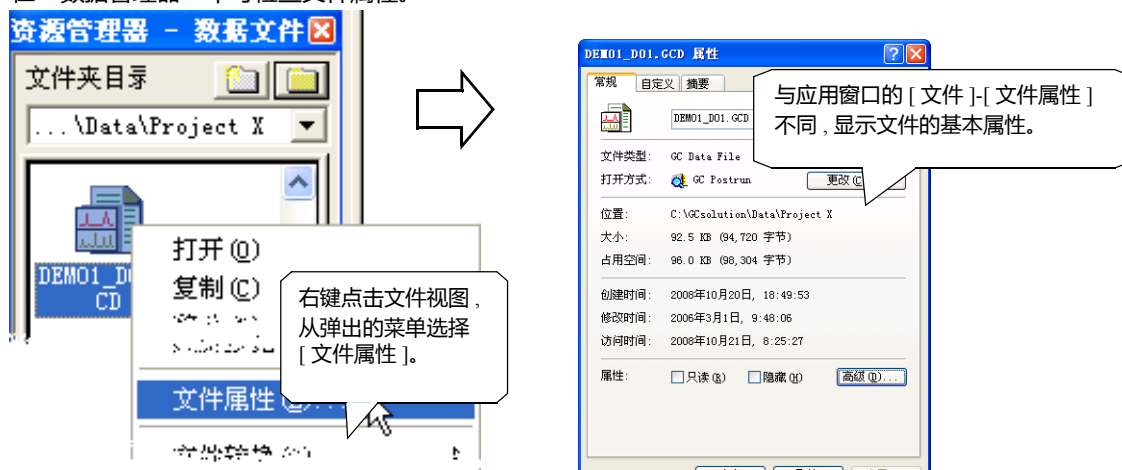 资源管理器 - 数据文件
文件夹目录
...\Data\Project X
DEMO1_D
CD
打开(O)
复制(C)
文件属性
右键点击文件视图，
从弹出的菜单选择
[ 文件属性 ]。
DEMO1_D01.GCD 属性
常规 自定义 摘要
DEMO1_D01.GCD
与应用窗口的 [ 文件 ]-[ 文件属性 ]
不同 , 显示文件的基本属性。
文件类型: GC Data File
打开方式: GC Postrun 更改(C
位置: C:\GCsolution\Data\Project X
大小: 92.5 KB (94,720 字节)
占用空间: 96.0 KB (98,304 字节)
创建时间: 2008年10月20日, 18:49:53
修改时间: 2006年3月1日, 9:48:06
访问时间: 2008年10月21日, 8:25:27
属性: 只读(R) 隐藏(H) 高级(D)...